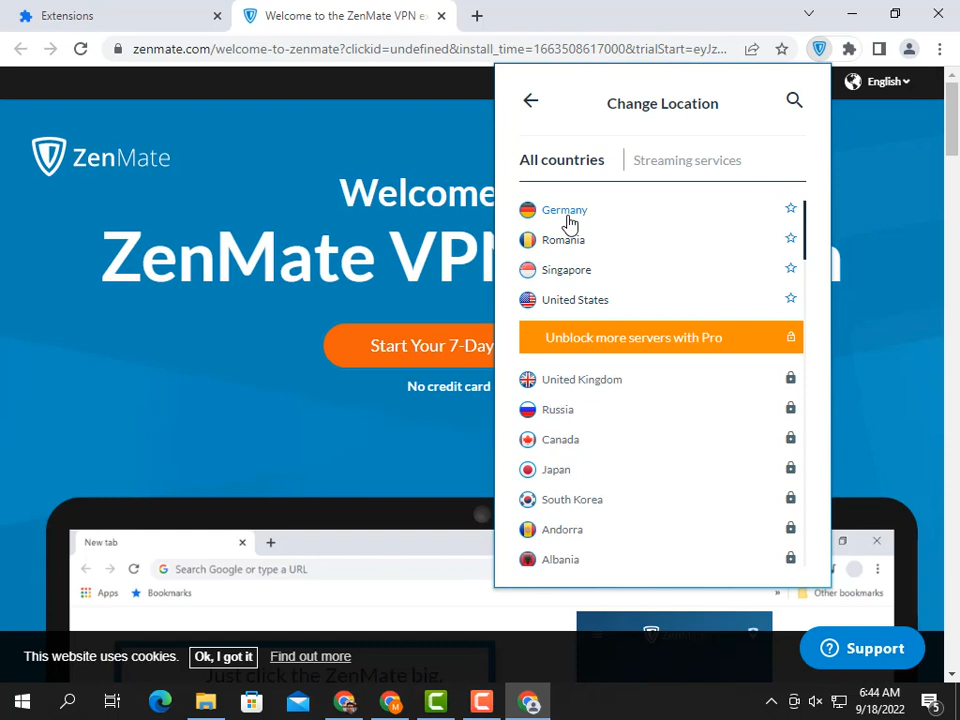 Extensions
Welcome to the ZenMate VPN ex
zenmate.com/welcome-to-zenmate?clickid=undefined&install_time=1663508617000&trialStart=eyJz...
English
ZenMate
Welcome
ZenMate VPN
Start Your 7-Day
No credit card
Change Location
All countries
Streaming services
Germany
Romania
Singapore
United States
Unblock more servers with Pro
United Kingdom
Russia
Canada
Japan
South Korea
Andorra
Albania
New tab
Search Google or type a URL
Apps
Bookmarks
»
Other bookmarks
Just click the ZenMate big,
This website uses cookies.
Ok, I got it
Find out more
Support
6:44 AM
9/18/2022
5